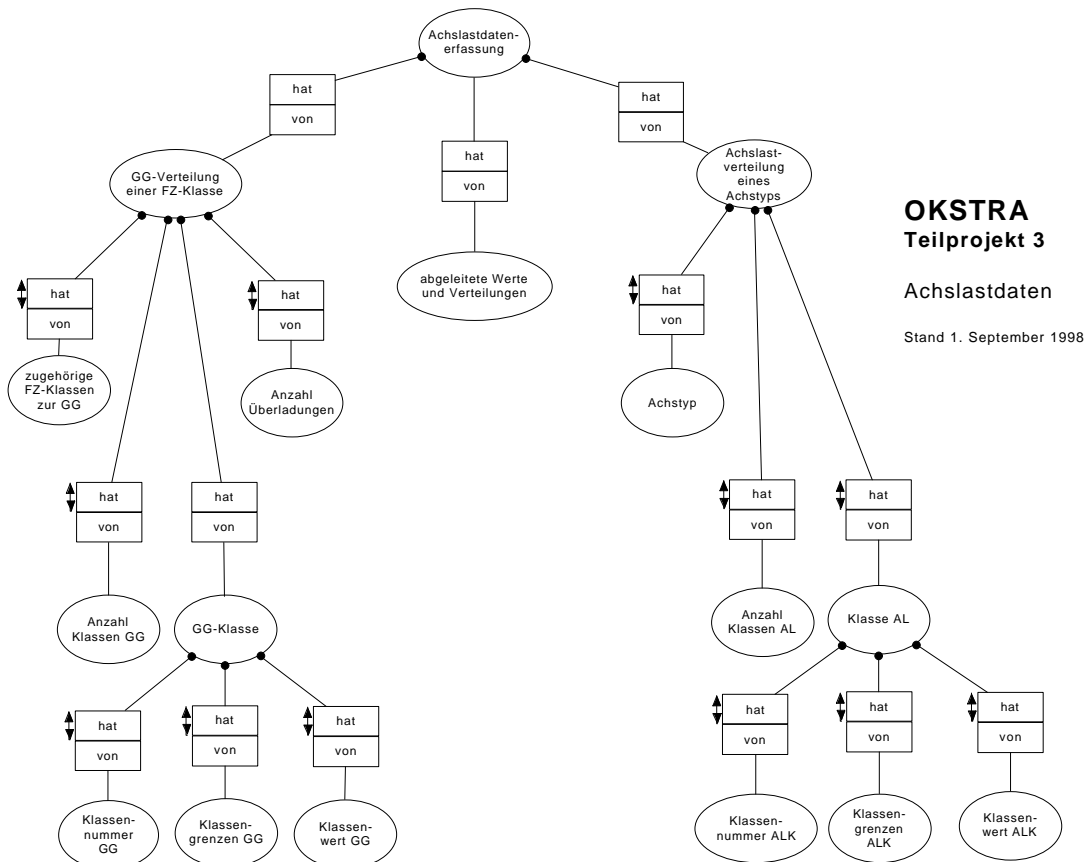 Achslastdaten-
erfassung
hat
von
hat
von
hat
von
GG-Verteilung
einer FZ-Klasse
Achslast-
verteilung
eines
Achstyps
OKSTRA
Teilprojekt 3
Achslastdaten
Stand 1. September 1998
abgeleitete Werte
und Verteilungen
hat
von
hat
von
hat
von
zugehörige
FZ-Klassen
zur GG
Anzahl
Überladungen
Achstyp
hat
von
hat
von
hat
von
hat
von
Anzahl
Klassen GG
GG-Klasse
Anzahl
Klassen AL
Klasse AL
hat
von
hat
von
hat
von
hat
von
hat
von
hat
von
Klassen-
nummer
GG
Klassen-
grenzen GG
Klassen-
wert GG
Klassen-
nummer ALK
Klassen-
grenzen
ALK
Klassen-
wert ALK